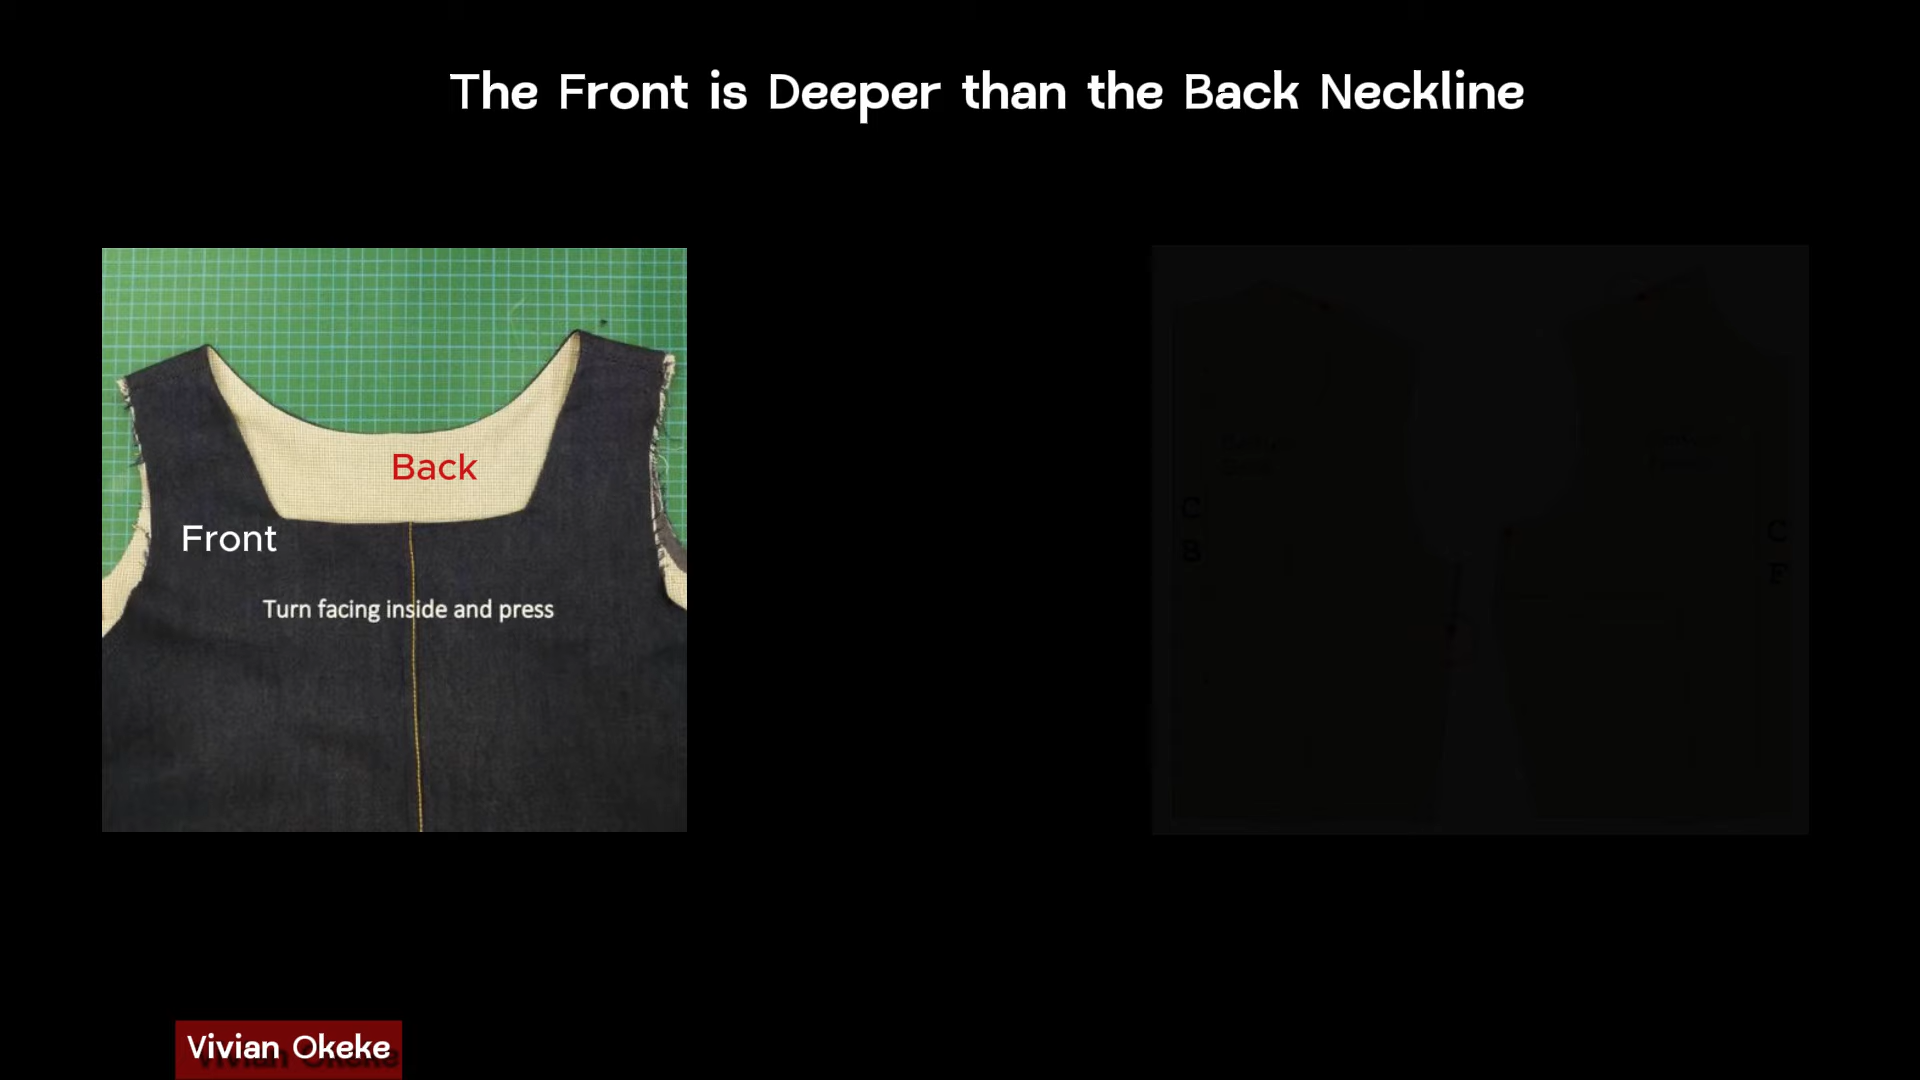 The Front is Deeper than the Back Neckline
Back
Front
Turn facing inside and press
C
B
C
F
Vivian Okeke